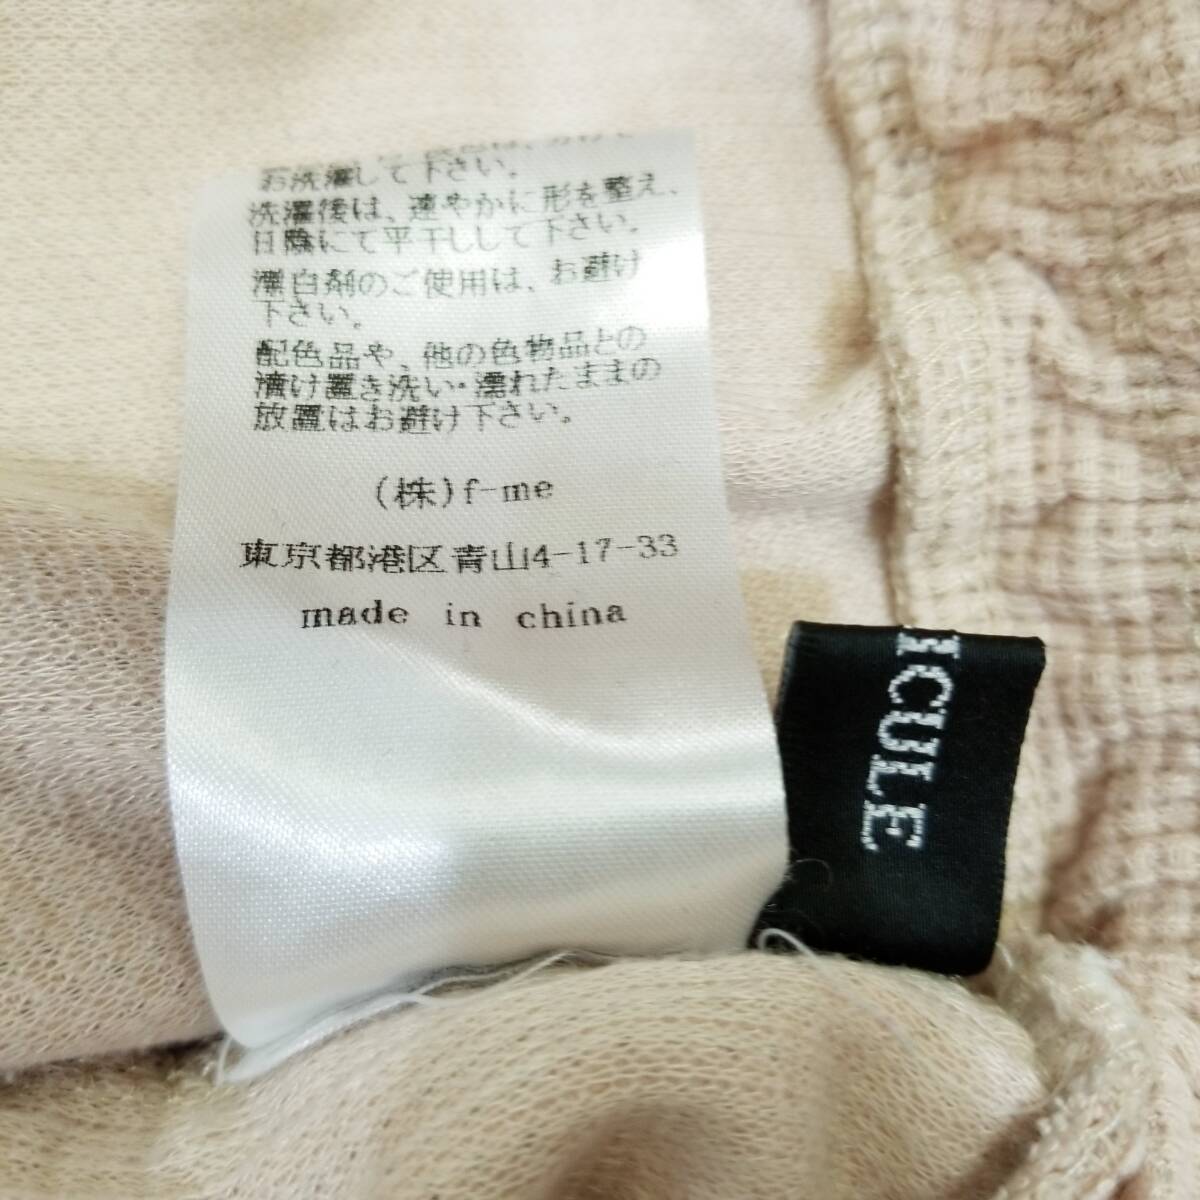 お洗濯して下さい。
洗濯後は、速やかに形を整え、
日陰にて平干しして下さい。
漂白剤のご使用は、お避け
下さい。
配色品や、他の色物品との
漬け置き洗い・濡れたままの
放置はお避け下さい。
(株)f-me
東京都港区青山4-17-33
made in china
CULE